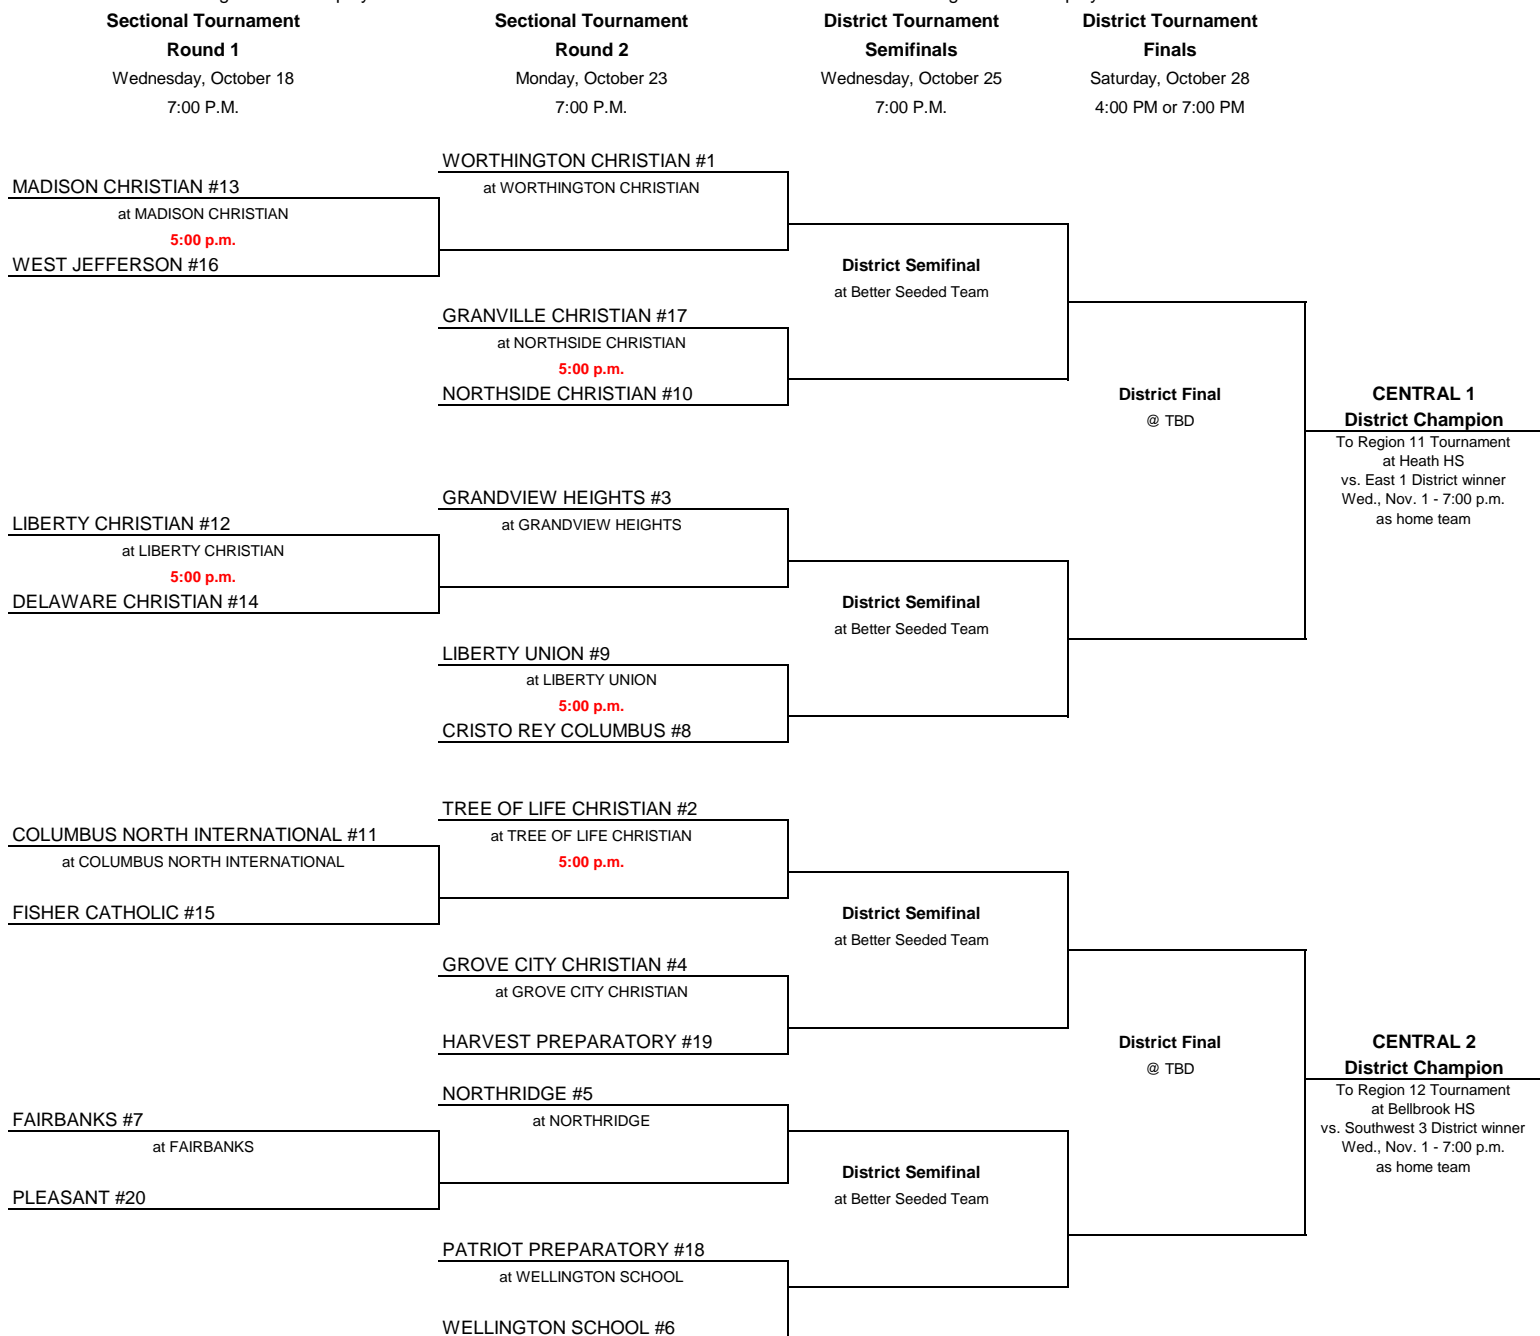 Sectional Tournament
Round 1
Wednesday, October 18
7:00 P.M.
Sectional Tournament
Round 2
Monday, October 23
7:00 P.M.
District Tournament
Semifinals
Wednesday, October 25
7:00 P.M.
District Tournament
Finals
Saturday, October 28
4:00 PM or 7:00 PM
WORTHINGTON CHRISTIAN #1
at WORTHINGTON CHRISTIAN
MADISON CHRISTIAN #13
at MADISON CHRISTIAN
5:00 p.m.
WEST JEFFERSON #16
District Semifinal
at Better Seeded Team
GRANVILLE CHRISTIAN #17
at NORTHSIDE CHRISTIAN
5:00 p.m.
NORTHSIDE CHRISTIAN #10
District Final
@ TBD
CENTRAL 1
District Champion
To Region 11 Tournament
at Heath HS
vs. East 1 District winner
Wed., Nov. 1 - 7:00 p.m.
as home team
GRANDVIEW HEIGHTS #3
at GRANDVIEW HEIGHTS
LIBERTY CHRISTIAN #12
at LIBERTY CHRISTIAN
5:00 p.m.
DELAWARE CHRISTIAN #14
District Semifinal
at Better Seeded Team
LIBERTY UNION #9
at LIBERTY UNION
5:00 p.m.
CRISTO REY COLUMBUS #8
TREE OF LIFE CHRISTIAN #2
at TREE OF LIFE CHRISTIAN
5:00 p.m.
COLUMBUS NORTH INTERNATIONAL #11
at COLUMBUS NORTH INTERNATIONAL
FISHER CATHOLIC #15
District Semifinal
at Better Seeded Team
GROVE CITY CHRISTIAN #4
at GROVE CITY CHRISTIAN
HARVEST PREPARATORY #19
District Final
@ TBD
CENTRAL 2
District Champion
To Region 12 Tournament
at Bellbrook HS
vs. Southwest 3 District winner
Wed., Nov. 1 - 7:00 p.m.
as home team
NORTHRIDGE #5
at NORTHRIDGE
FAIRBANKS #7
at FAIRBANKS
PLEASANT #20
District Semifinal
at Better Seeded Team
PATRIOT PREPARATORY #18
at WELLINGTON SCHOOL
WELLINGTON SCHOOL #6